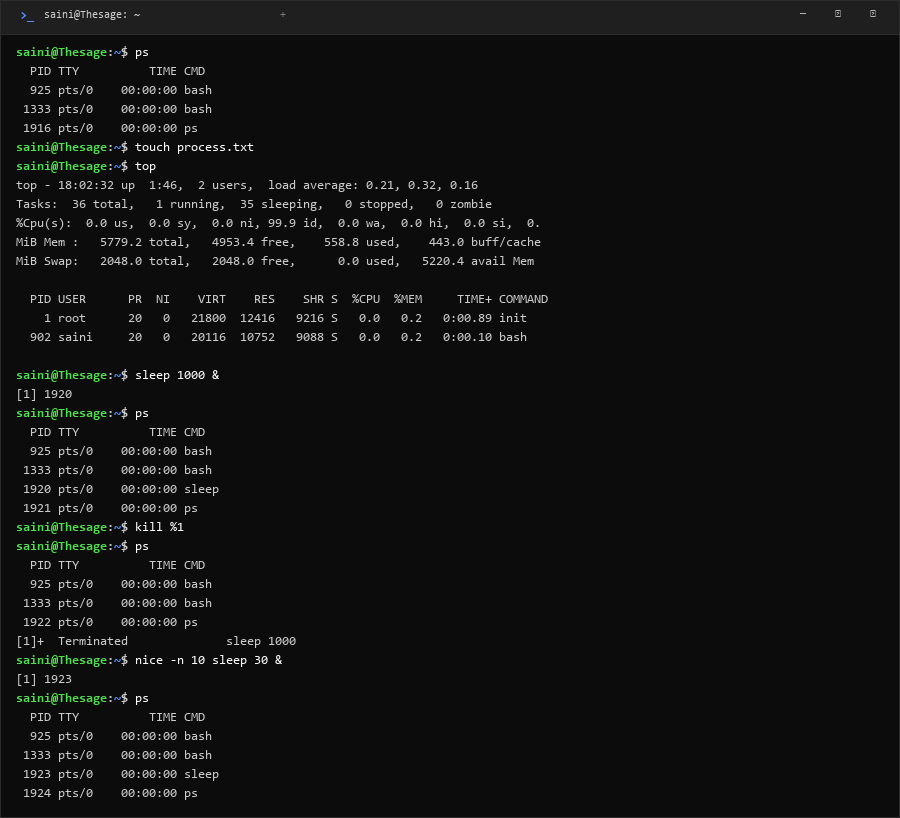 >_ saini@Thesage: ~ + —
saini@Thesage:~$ ps
  PID TTY          TIME CMD
  925 pts/0    00:00:00 bash
 1333 pts/0    00:00:00 bash
 1916 pts/0    00:00:00 ps
saini@Thesage:~$ touch process.txt
saini@Thesage:~$ top
top - 18:02:32 up  1:46,  2 users,  load average: 0.21, 0.32, 0.16
Tasks:  36 total,   1 running,  35 sleeping,   0 stopped,   0 zombie
%Cpu(s):  0.0 us,  0.0 sy,  0.0 ni, 99.9 id,  0.0 wa,  0.0 hi,  0.0 si,  0.
MiB Mem :   5779.2 total,   4953.4 free,    558.8 used,    443.0 buff/cache
MiB Swap:   2048.0 total,   2048.0 free,      0.0 used,   5220.4 avail Mem
  PID USER      PR  NI    VIRT    RES    SHR S  %CPU  %MEM     TIME+ COMMAND
    1 root      20   0   21800  12416   9216 S   0.0   0.2   0:00.89 init
  902 saini     20   0   20116  10752   9088 S   0.0   0.2   0:00.10 bash
saini@Thesage:~$ sleep 1000 &
[1] 1920
saini@Thesage:~$ ps
  PID TTY          TIME CMD
  925 pts/0    00:00:00 bash
 1333 pts/0    00:00:00 bash
 1920 pts/0    00:00:00 sleep
 1921 pts/0    00:00:00 ps
saini@Thesage:~$ kill %1
saini@Thesage:~$ ps
  PID TTY          TIME CMD
  925 pts/0    00:00:00 bash
 1333 pts/0    00:00:00 bash
 1922 pts/0    00:00:00 ps
[1]+  Terminated              sleep 1000
saini@Thesage:~$ nice -n 10 sleep 30 &
[1] 1923
saini@Thesage:~$ ps
  PID TTY          TIME CMD
  925 pts/0    00:00:00 bash
 1333 pts/0    00:00:00 bash
 1923 pts/0    00:00:00 sleep
 1924 pts/0    00:00:00 ps